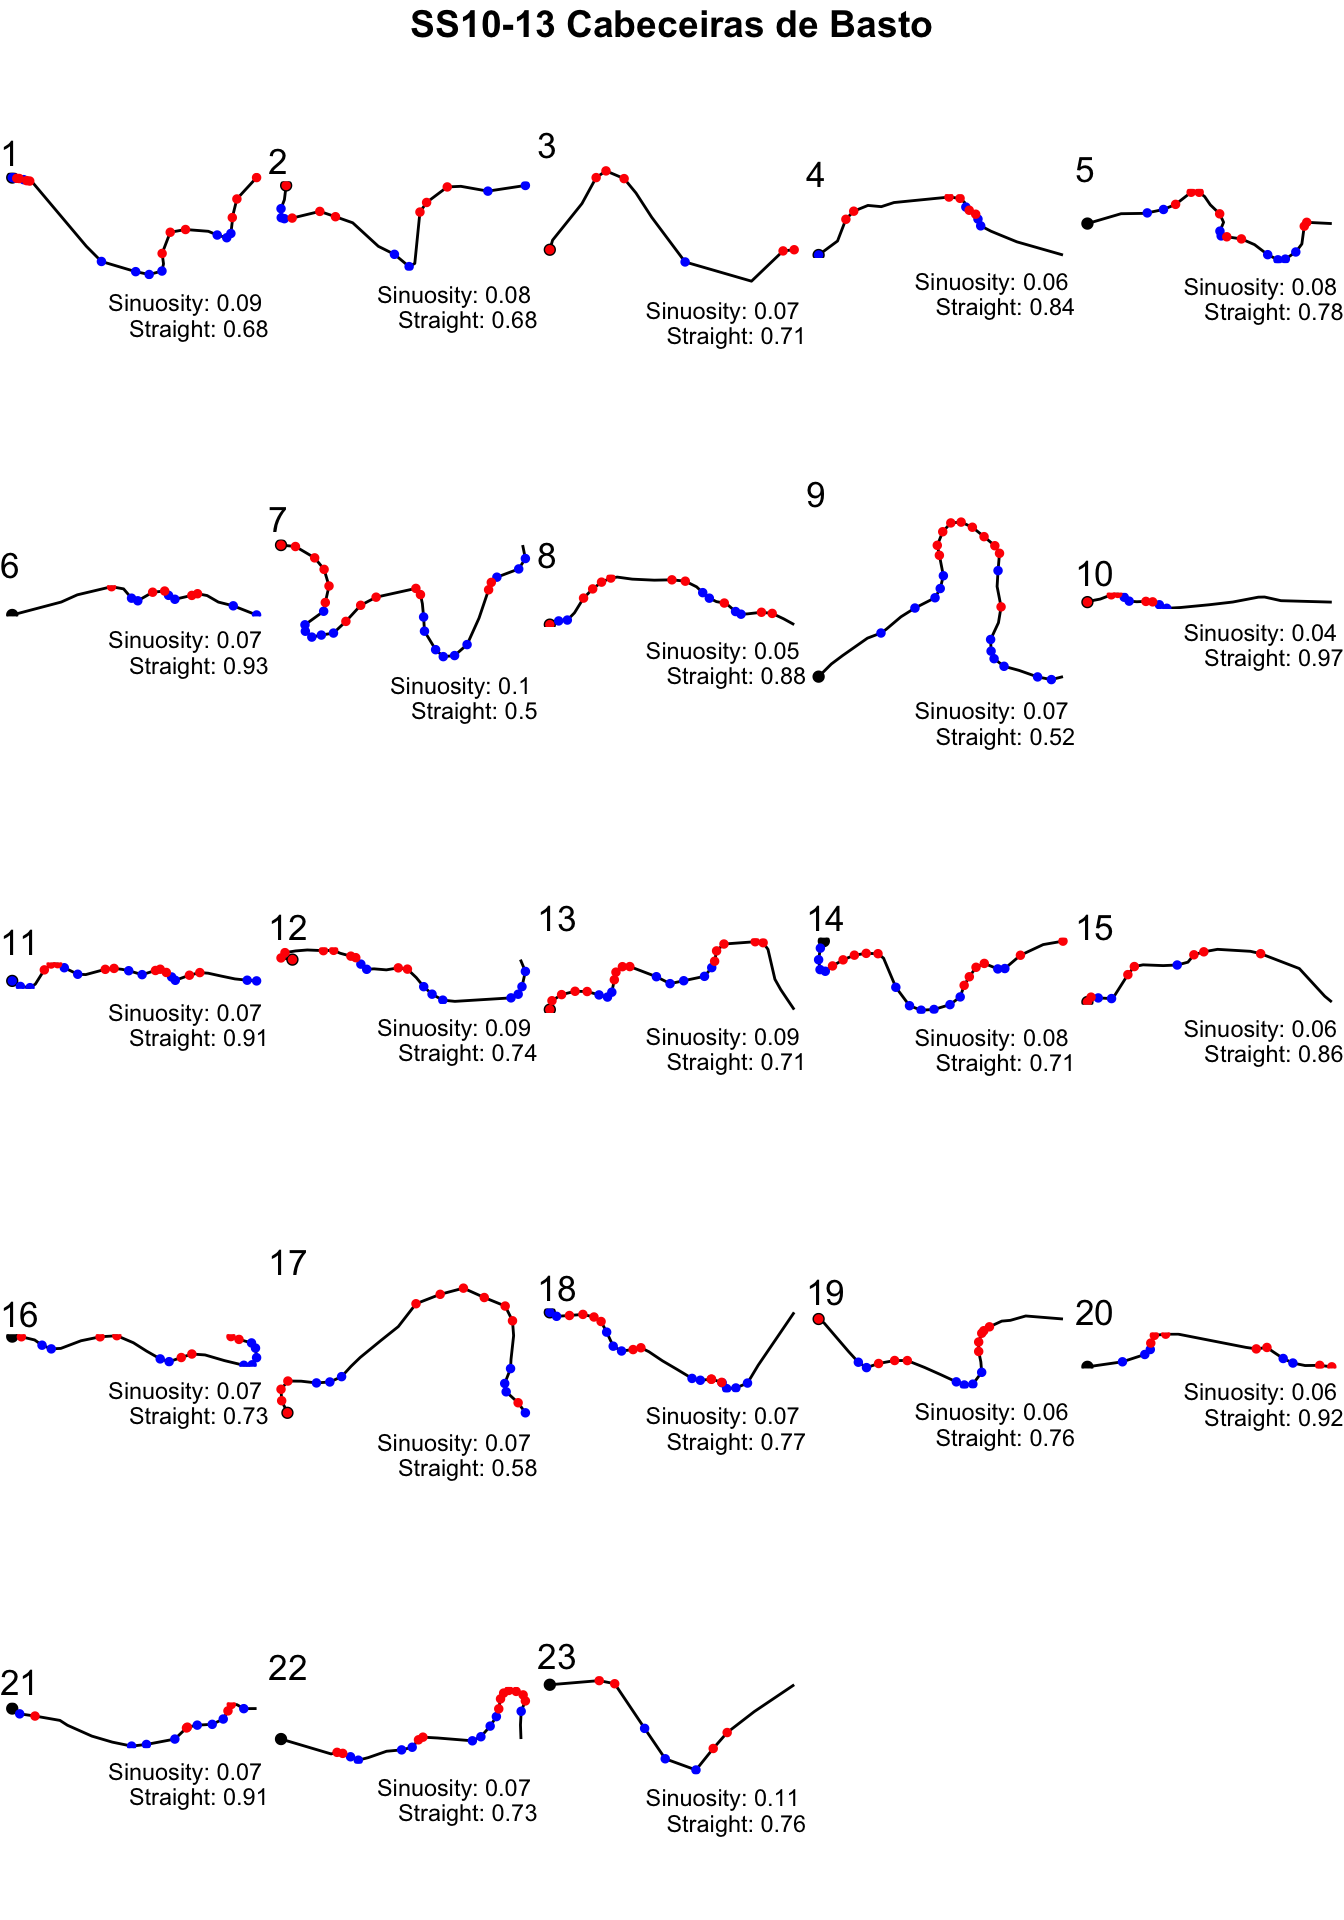 SS10-13 Cabeceiras de Basto
1
Sinuosity: 0.09
Straight: 0.68
2
Sinuosity: 0.08
Straight: 0.68
3
Sinuosity: 0.07
Straight: 0.71
4
Sinuosity: 0.06
Straight: 0.84
5
Sinuosity: 0.08
Straight: 0.78
6
Sinuosity: 0.07
Straight: 0.93
7
Sinuosity: 0.1
Straight: 0.5
8
Sinuosity: 0.05
Straight: 0.88
9
Sinuosity: 0.07
Straight: 0.52
10
Sinuosity: 0.04
Straight: 0.97
11
Sinuosity: 0.07
Straight: 0.91
12
Sinuosity: 0.09
Straight: 0.74
13
Sinuosity: 0.09
Straight: 0.71
14
Sinuosity: 0.08
Straight: 0.71
15
Sinuosity: 0.06
Straight: 0.86
16
Sinuosity: 0.07
Straight: 0.73
17
Sinuosity: 0.07
Straight: 0.58
18
Sinuosity: 0.07
Straight: 0.77
19
Sinuosity: 0.06
Straight: 0.76
20
Sinuosity: 0.06
Straight: 0.92
21
Sinuosity: 0.07
Straight: 0.91
22
Sinuosity: 0.07
Straight: 0.73
23
Sinuosity: 0.11
Straight: 0.76